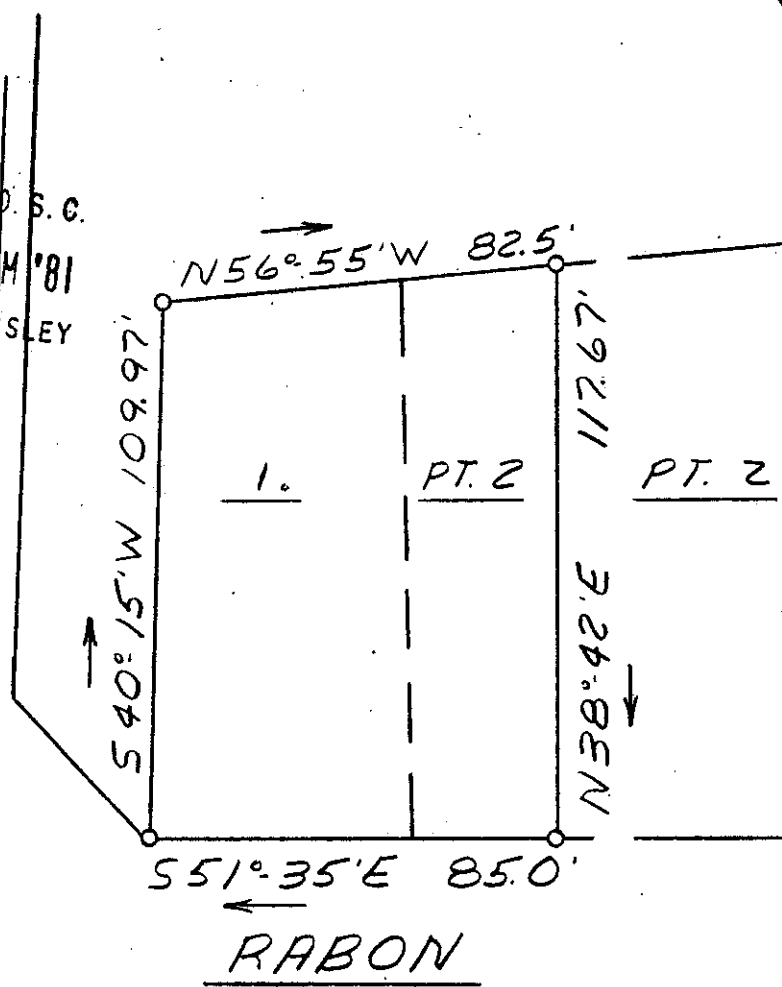 S. C.
M '81
SLEY
N56°-55'W 82.5'
S40°-15'W 109.97'
117.67'
N38°-42'E
1.
PT. 2
PT. 2
S51°-35'E 85.0'
RABON